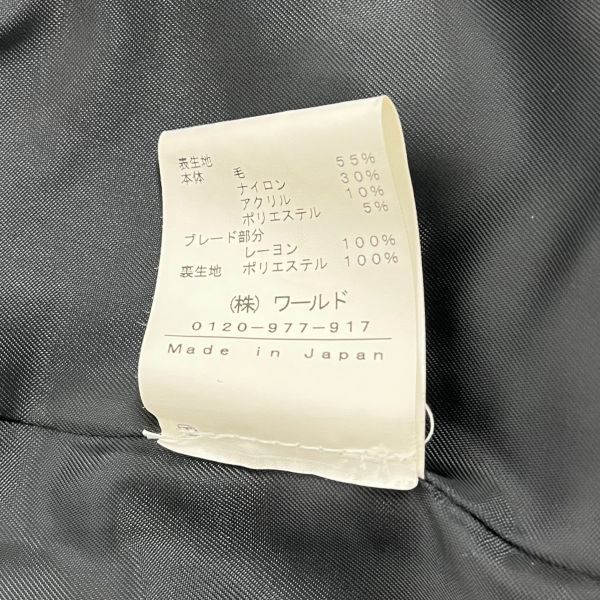 表生地
本体 毛 55%
ナイロン 30%
アクリル 10%
ポリエステル 5%
ブレード部分
レーヨン 100%
裏生地 ポリエステル 100%
(株) ワールド
0120-977-917
Made in Japan